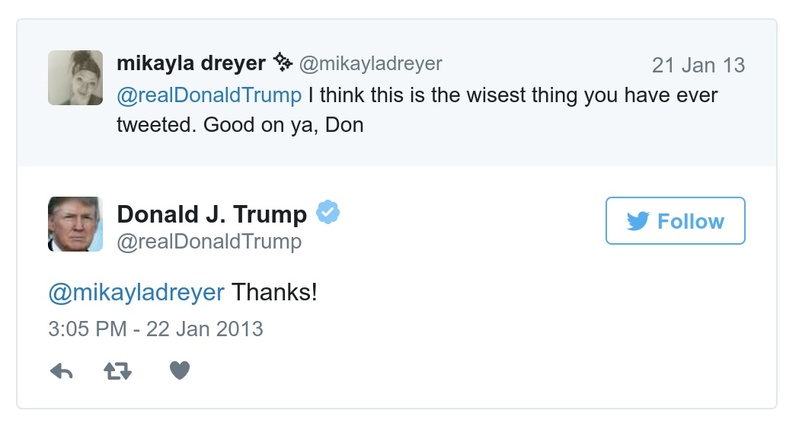 mikayla dreyer @mikayladreyer 21 Jan 13
@realDonaldTrump I think this is the wisest thing you have ever
tweeted. Good on ya, Don
Donald J. Trump
@realDonaldTrump
Follow
@mikayladreyer Thanks!
3:05 PM - 22 Jan 2013